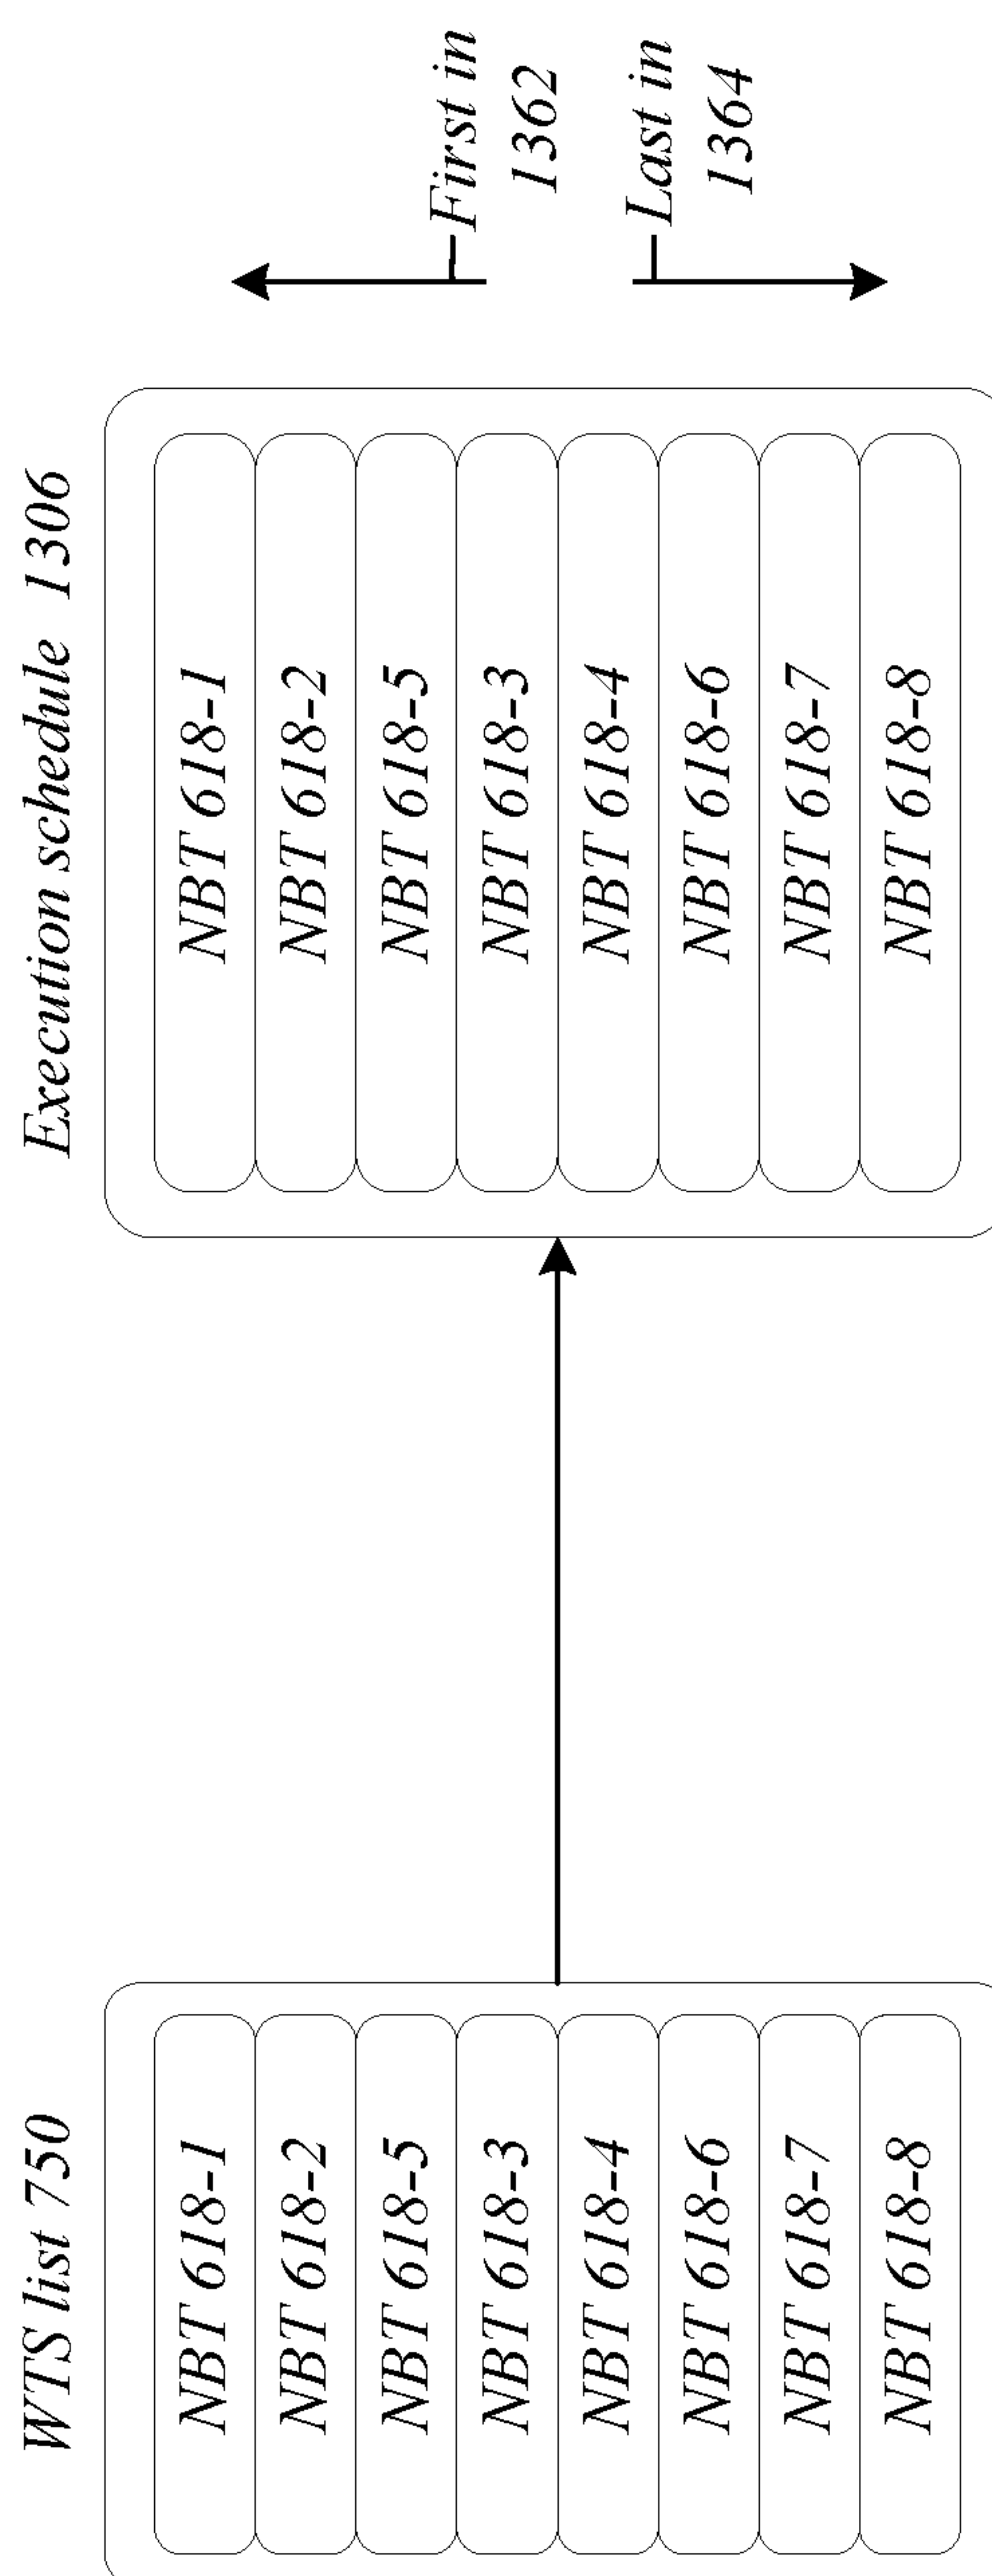 WTS list 750
NBT 618-1
NBT 618-2
NBT 618-5
NBT 618-3
NBT 618-4
NBT 618-6
NBT 618-7
NBT 618-8
Execution schedule 1306
NBT 618-1
NBT 618-2
NBT 618-5
NBT 618-3
NBT 618-4
NBT 618-6
NBT 618-7
NBT 618-8
First in
1362
Last in
1364